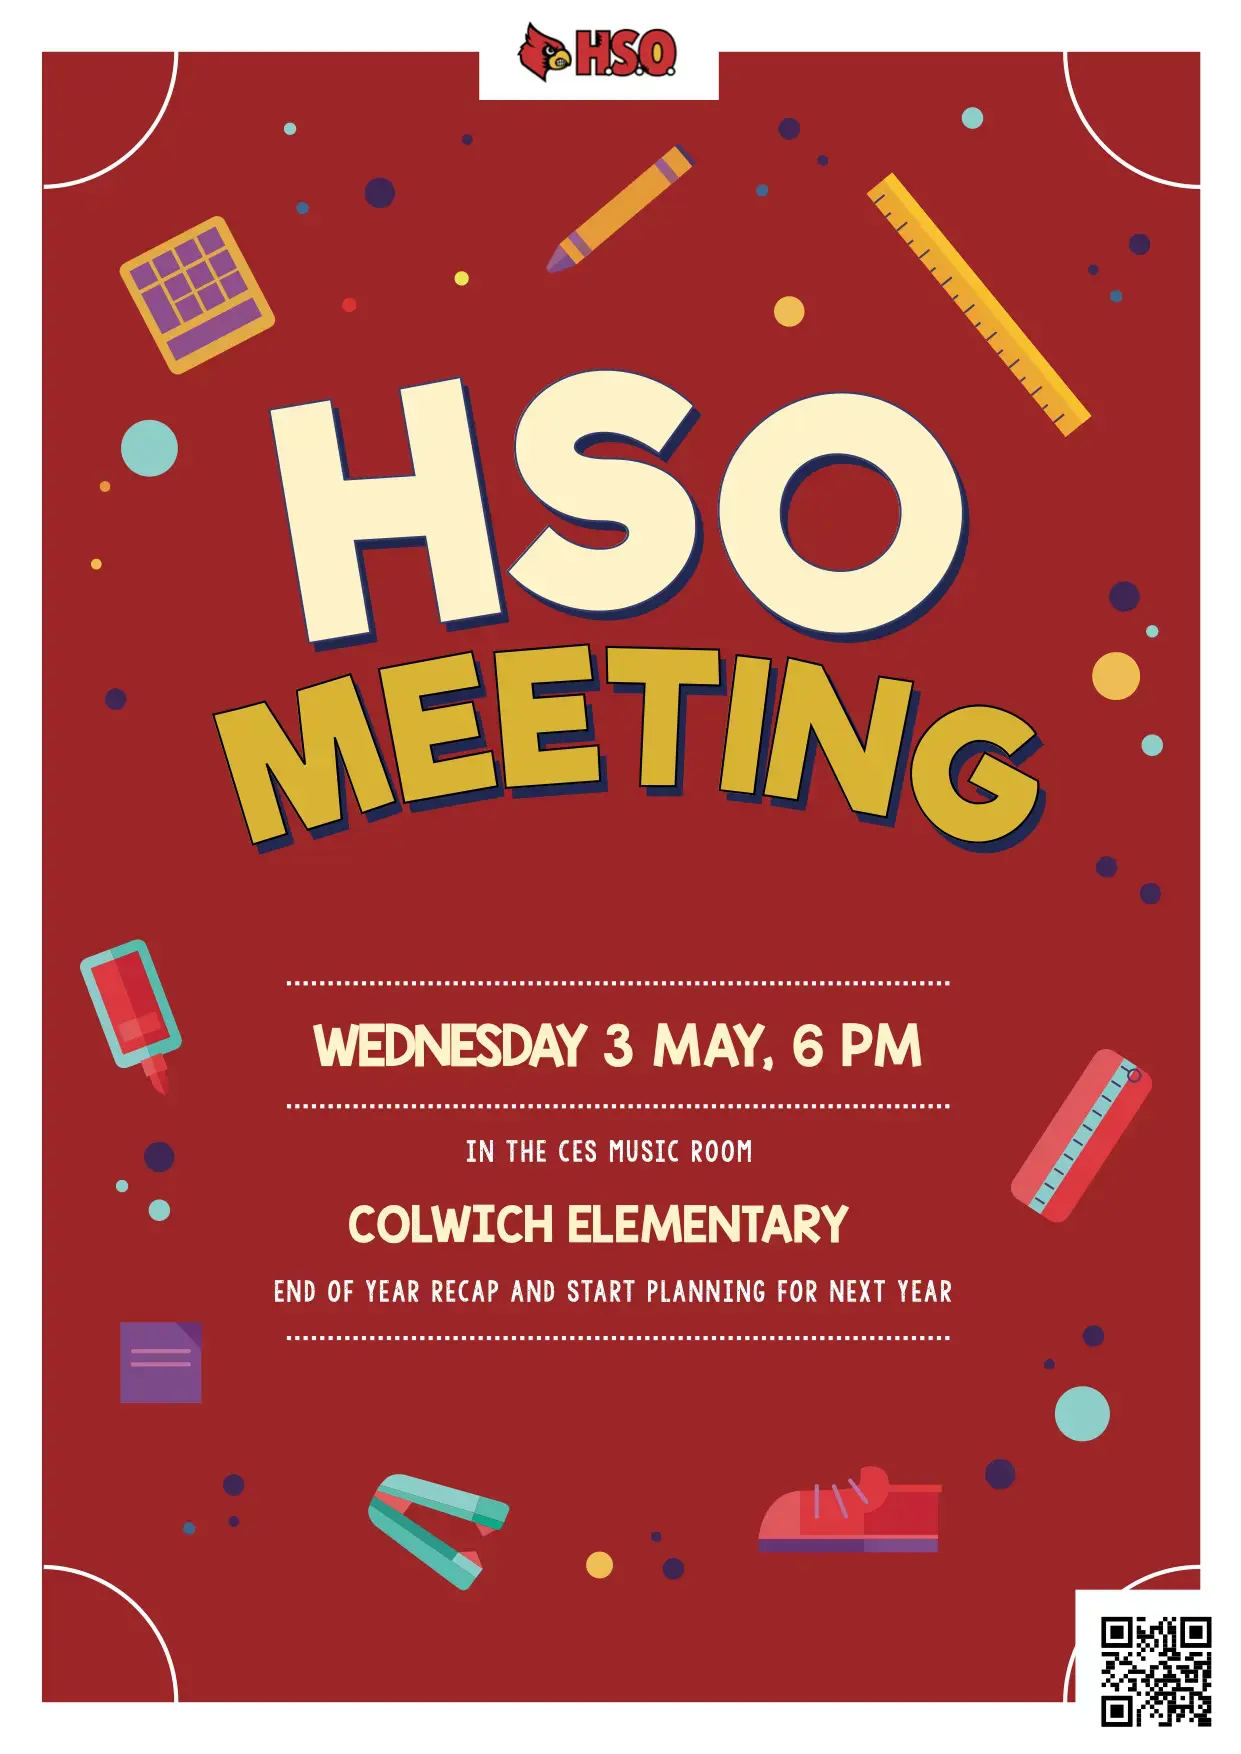 H.S.O.
HSO
MEETING
WEDNESDAY 3 MAY, 6 PM
IN THE CES MUSIC ROOM
COLWICH ELEMENTARY
END OF YEAR RECAP AND START PLANNING FOR NEXT YEAR